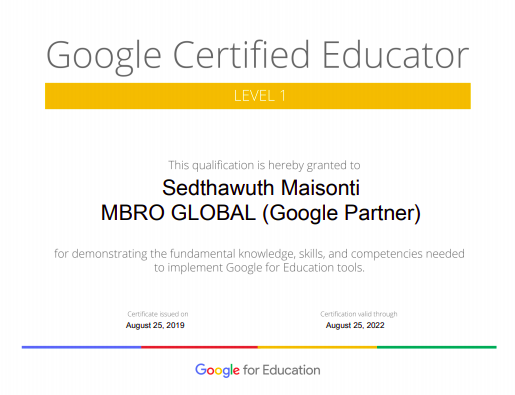 Google Certified Educator
LEVEL 1
This qualification is hereby granted to
Sedthawuth Maisonti
MBRO GLOBAL (Google Partner)
for demonstrating the fundamental knowledge, skills, and competencies needed
to implement Google for Education tools.
Certificate issued on
August 25, 2019
Certification valid through
August 25, 2022
Google for Education